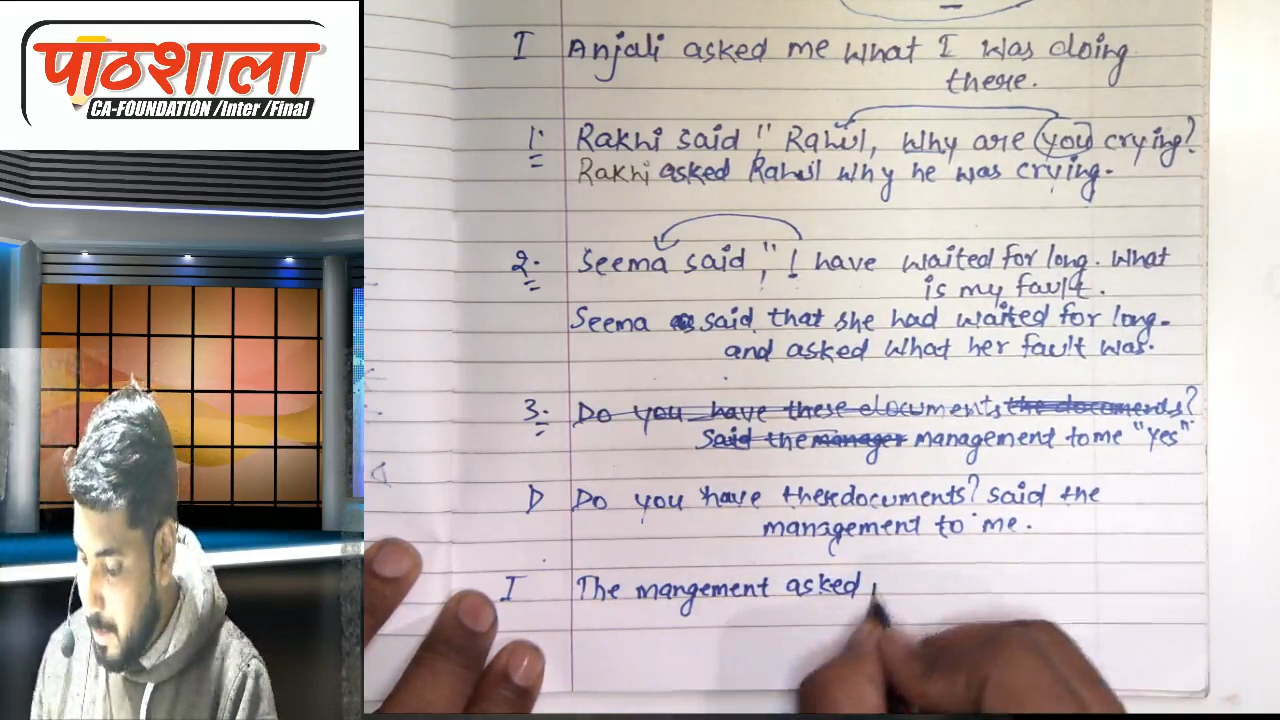 पाठशाला
CA-FOUNDATION /Inter /Final
I Anjali asked me what I was doing
there.
1. Rakhi said, " Rahul, Why are you crying?
Rakhi asked Rahul why he was crying.
2. Seema said, " I have waited for long. What
is my fault.
Seema said that she had waited for long.
and asked what her fault was.
3. Do you have these documents the documents?
Said the manager management to me "Yes"
D Do you have these documents? said the
management to me.
I The mangement asked